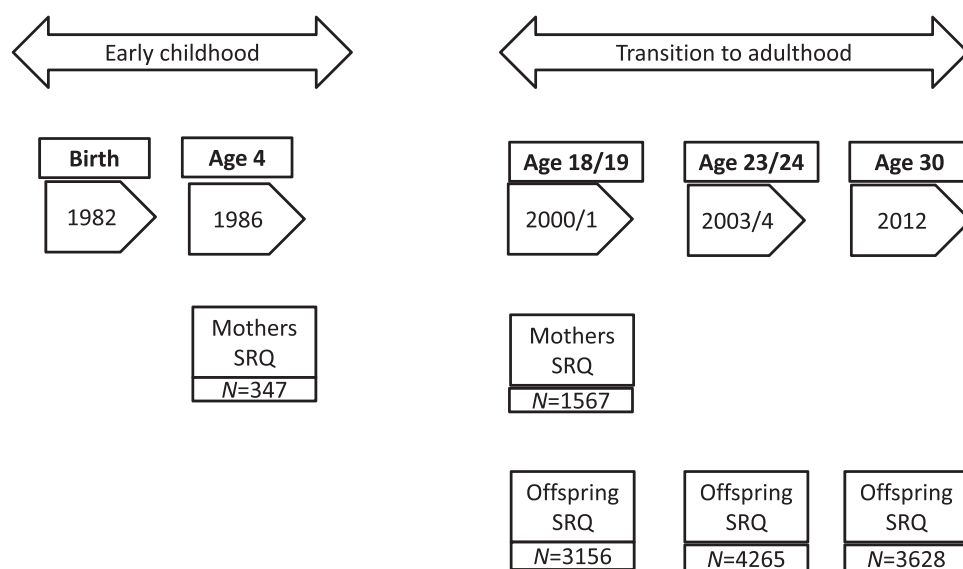 Early childhood
Transition to adulthood
Birth
Age 4
Age 18/19
Age 23/24
Age 30
1982
1986
2000/1
2003/4
2012
Mothers
SRQ
N=347
Mothers
SRQ
N=1567
Offspring
SRQ
N=3156
Offspring
SRQ
N=4265
Offspring
SRQ
N=3628